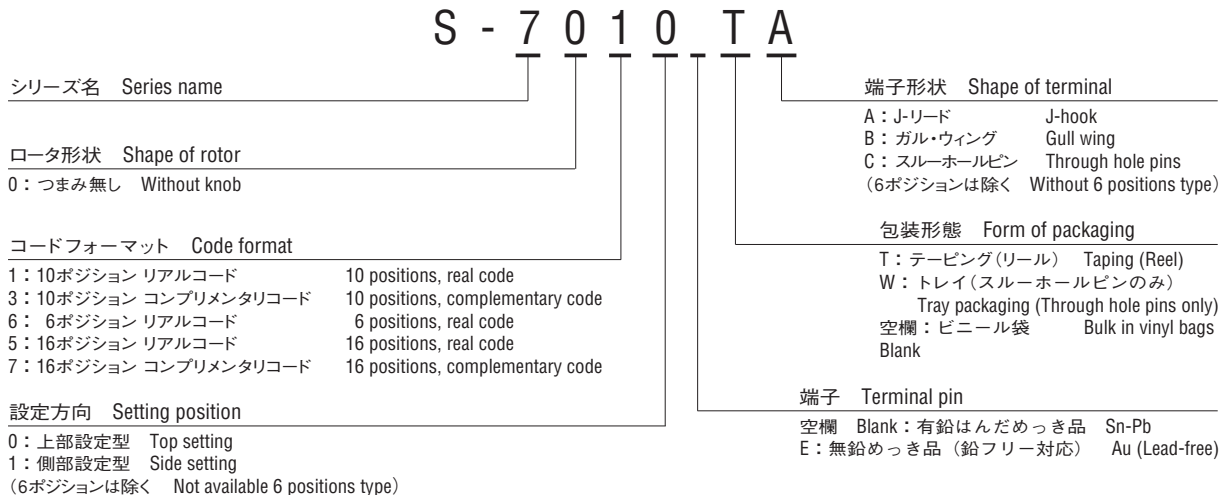 S - 7 0 1 0 _ T A
シリーズ名 Series name
ロータ形状 Shape of rotor
0：つまみ無し Without knob
コードフォーマット Code format
1：10ポジション リアルコード 10 positions, real code
3：10ポジション コンプリメンタリコード 10 positions, complementary code
6： 6ポジション リアルコード 6 positions, real code
5：16ポジション リアルコード 16 positions, real code
7：16ポジション コンプリメンタリコード 16 positions, complementary code
設定方向 Setting position
0：上部設定型 Top setting
1：側部設定型 Side setting
（6ポジションは除く Not available 6 positions type）
端子形状 Shape of terminal
A：J-リード J-hook
B：ガル・ウィング Gull wing
C：スルーホールピン Through hole pins
（6ポジションは除く Without 6 positions type）
包装形態 Form of packaging
T：テーピング（リール） Taping (Reel)
W：トレイ（スルーホールピンのみ）
Tray packaging (Through hole pins only)
空欄：ビニール袋 Bulk in vinyl bags
Blank
端子 Terminal pin
空欄 Blank：有鉛はんだめっき品 Sn-Pb
E：無鉛めっき品（鉛フリー対応） Au (Lead-free)